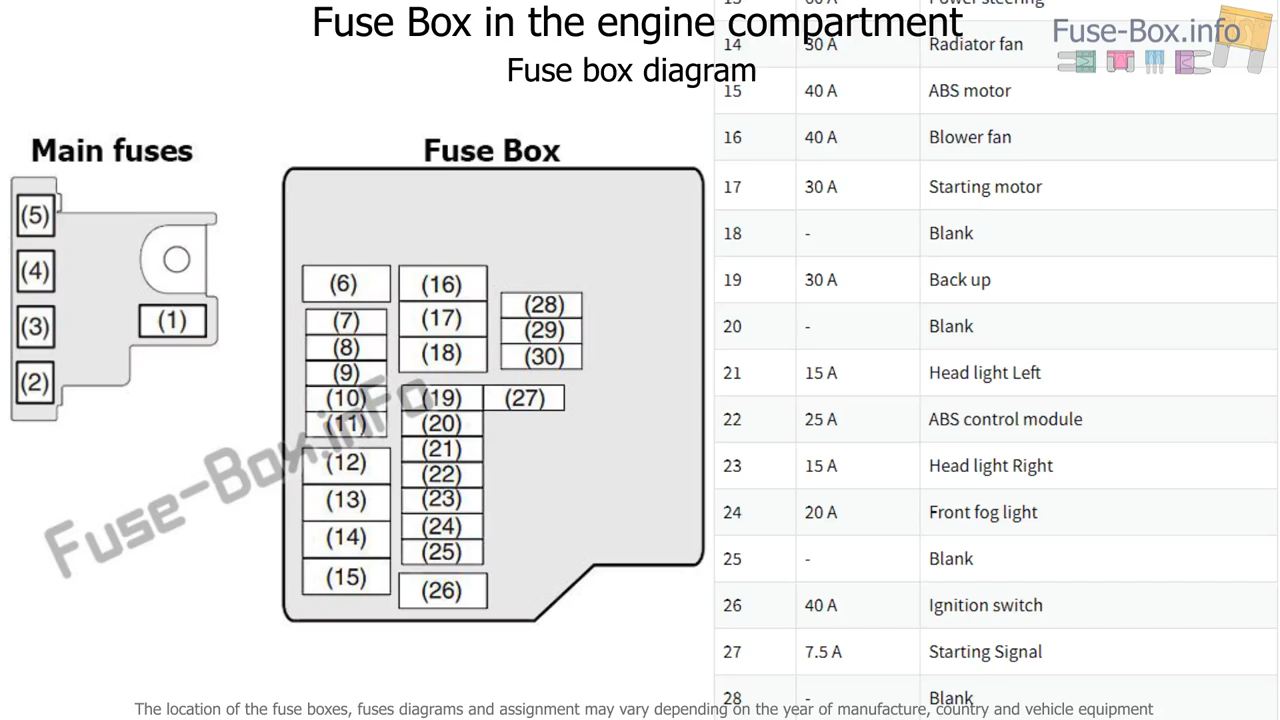 Fuse Box in the engine compartment
Fuse box diagram
Fuse-Box.info
Main fuses
(5)
(4)
(3)
(2)
(1)
Fuse Box
(6)
(7)
(8)
(9)
(10)
(11)
(12)
(13)
(14)
(15)
(16)
(17)
(18)
(19)
(20)
(21)
(22)
(23)
(24)
(25)
(26)
(27)
(28)
(29)
(30)
Fuse-Box.inFo
13 60 A Power steering
14 30 A Radiator fan
15 40 A ABS motor
16 40 A Blower fan
17 30 A Starting motor
18 - Blank
19 30 A Back up
20 - Blank
21 15 A Head light Left
22 25 A ABS control module
23 15 A Head light Right
24 20 A Front fog light
25 - Blank
26 40 A Ignition switch
27 7.5 A Starting Signal
28 - Blank
The location of the fuse boxes, fuses diagrams and assignment may vary depending on the year of manufacture, country and vehicle equipment